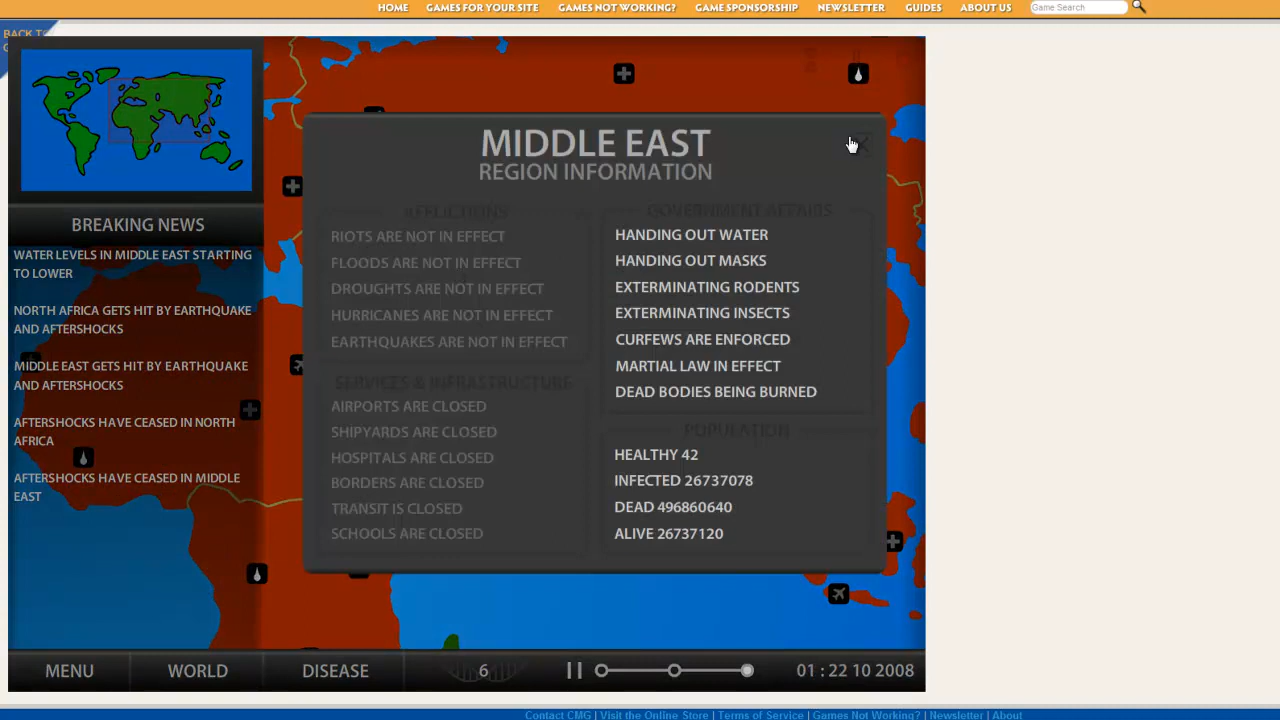 HOME GAMES FOR YOUR SITE GAMES NOT WORKING? GAME SPONSORSHIP NEWSLETTER GUIDES ABOUT US Game Search
BACK T
G
BREAKING NEWS
WATER LEVELS IN MIDDLE EAST STARTING
TO LOWER
NORTH AFRICA GETS HIT BY EARTHQUAKE
AND AFTERSHOCKS
MIDDLE EAST GETS HIT BY EARTHQUAKE
AND AFTERSHOCKS
AFTERSHOCKS HAVE CEASED IN NORTH
AFRICA
AFTERSHOCKS HAVE CEASED IN MIDDLE
EAST
MIDDLE EAST
REGION INFORMATION
AFFLICTIONS
RIOTS ARE NOT IN EFFECT
FLOODS ARE NOT IN EFFECT
DROUGHTS ARE NOT IN EFFECT
HURRICANES ARE NOT IN EFFECT
EARTHQUAKES ARE NOT IN EFFECT
SERVICES & INFRASTRUCTURE
AIRPORTS ARE CLOSED
SHIPYARDS ARE CLOSED
HOSPITALS ARE CLOSED
BORDERS ARE CLOSED
TRANSIT IS CLOSED
SCHOOLS ARE CLOSED
GOVERNMENT AFFAIRS
HANDING OUT WATER
HANDING OUT MASKS
EXTERMINATING RODENTS
EXTERMINATING INSECTS
CURFEWS ARE ENFORCED
MARTIAL LAW IN EFFECT
DEAD BODIES BEING BURNED
POPULATION
HEALTHY 42
INFECTED 26737078
DEAD 496860640
ALIVE 26737120
MENU WORLD DISEASE 6 01 : 22 10 2008
Contact CMG | Visit the Online Store | Terms of Service | Games Not Working? | Newsletter | About